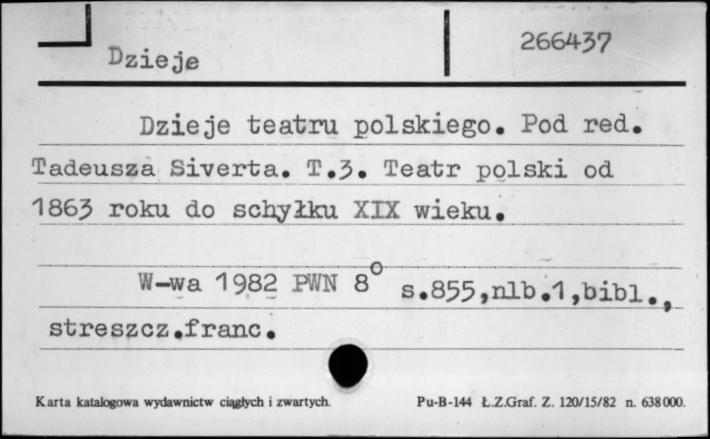 Dzieje
266437
Dzieje teatru polskiego. Pod red.
Tadeusza Siverta. T.3. Teatr polski od
1863 roku do schyłku XIX wieku.
W-wa 1982 PWN 8° s.855,nlb.1,bibl.,
streszcz.franc.
Karta katalogowa wydawnictw ciągłych i zwartych.
Pu-B-144 Ł.Z.Graf. Z. 120/15/82 n. 638000.